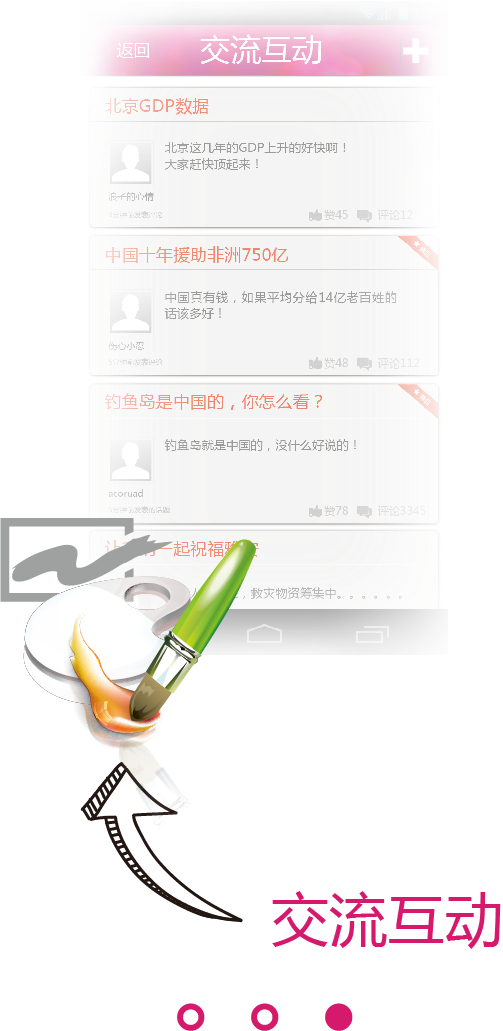 返回
交流互动
北京GDP数据
北京这几年的GDP上升的好快啊！
大家赶快顶起来！
浪子的心情
赞45
评论12
中国十年援助非洲750亿
中国真有钱，如果平均分给14亿老百姓的
话该多好！
伤心小恋
赞48
评论112
钓鱼岛是中国的，你怎么看？
钓鱼岛就是中国的，没什么好说的！
acoruad
赞78
评论3345
一起祝福雅安
，救灾物资筹集中。。。。。。
交流互动